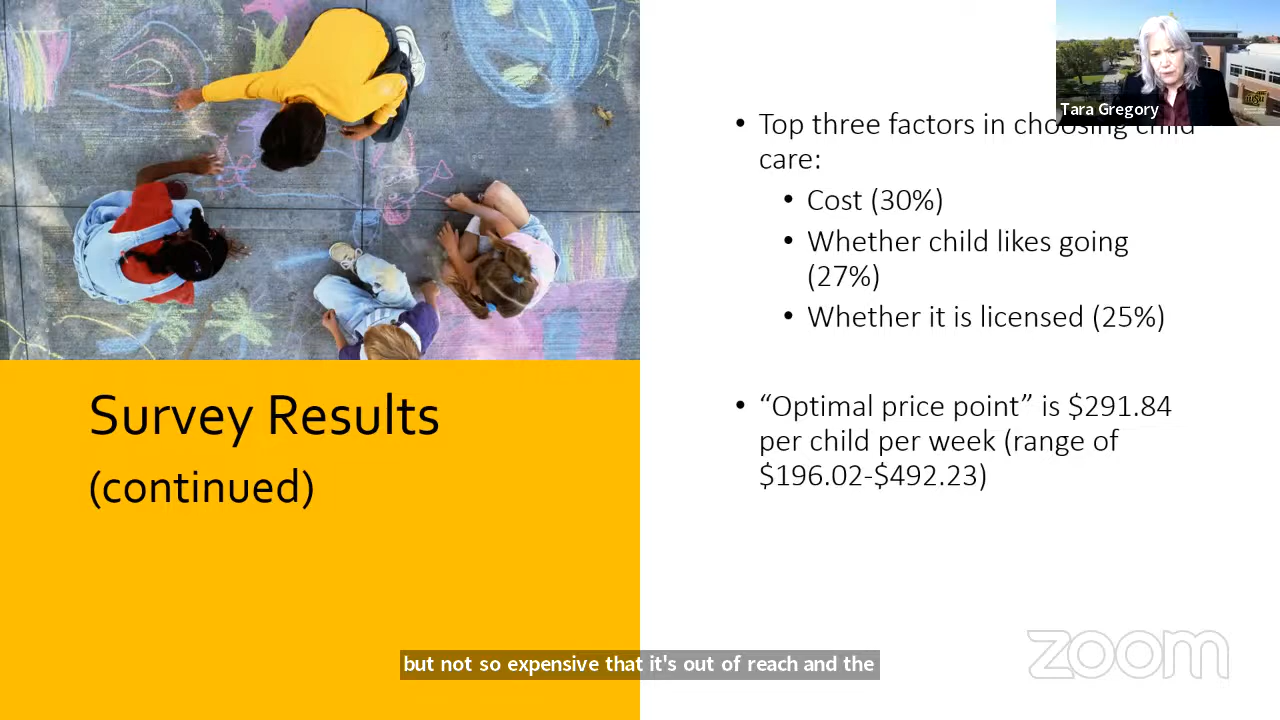 Tara Gregory
• Top three factors in choosing child
care:
• Cost (30%)
• Whether child likes going
(27%)
• Whether it is licensed (25%)
• “Optimal price point” is $291.84
per child per week (range of
$196.02-$492.23)
Survey Results
(continued)
but not so expensive that it's out of reach and the
zoom